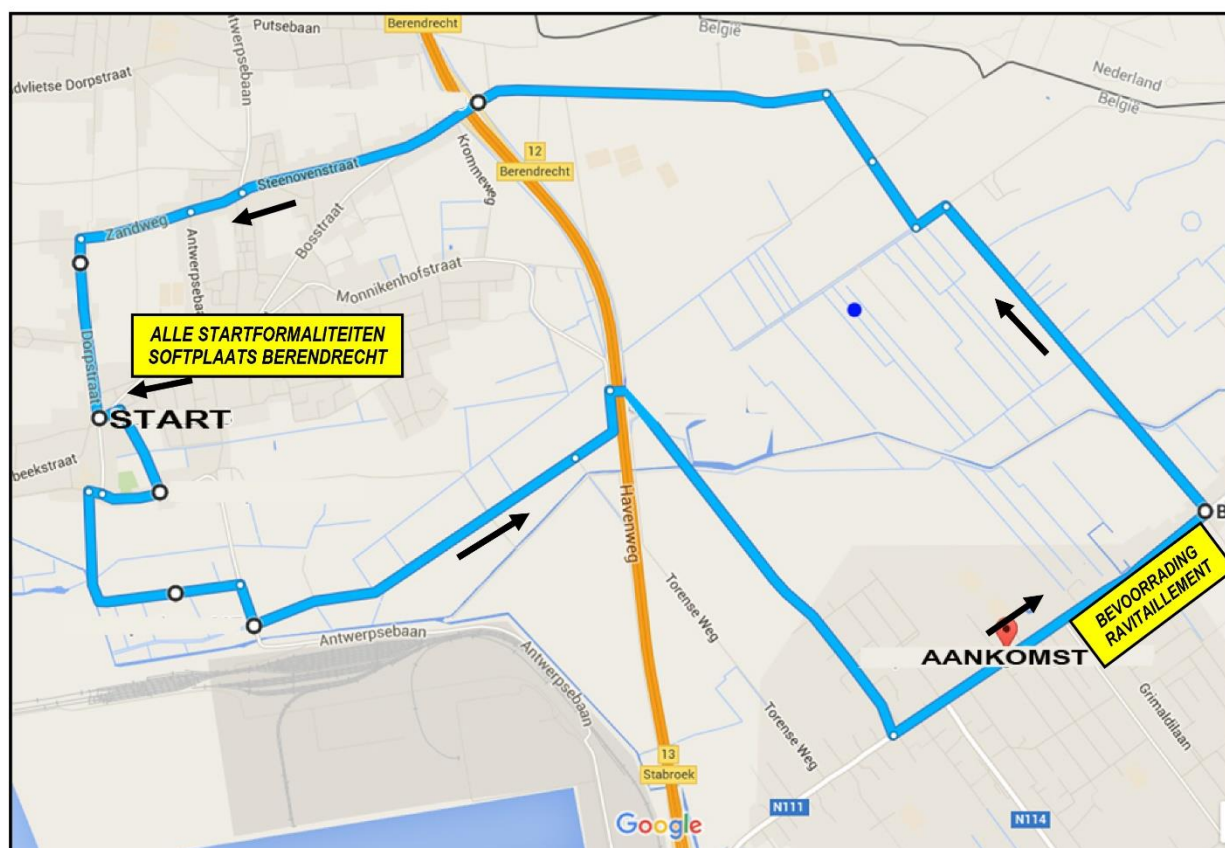 Berendrecht
Putsebaan
België
ndvlietse Dorpstraat
Antwerpsebaan
Nederland
België
Krommeweg
12
Berendrecht
Steenovenstraat
Zandweg
Bosstraat
Antwerpsebaan
Monnikenhofstraat
ALLE STARTFORMALITEITEN
SOFTPLAATS BERENDRECHT
Dorpstraat
START
beekstraat
Havenweg
B
BEVOORRADING
RAVITAILLEMENT
Torense Weg
Antwerpsebaan
Antwerpsebaan
AANKOMST
Grimaldilaan
Torense Weg
13
Stabroek
Google
N111
N114